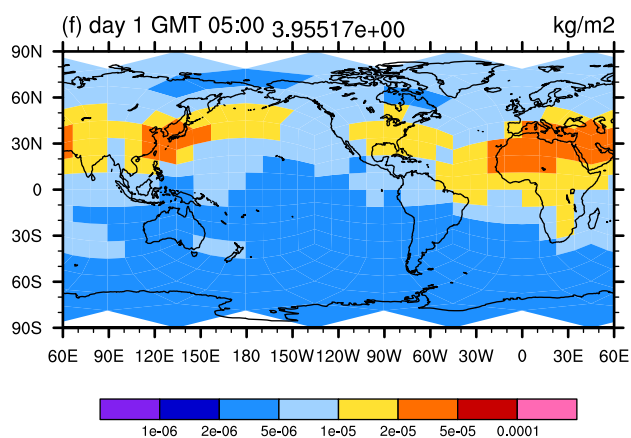 (f) day 1 GMT 05:00 3.95517e+00 kg/m2
90N
60N
30N
0
30S
60S
90S
60E 90E 120E 150E 180 150W 120W 90W 60W 30W 0 30E 60E
1e-06 2e-06 5e-06 1e-05 2e-05 5e-05 0.0001